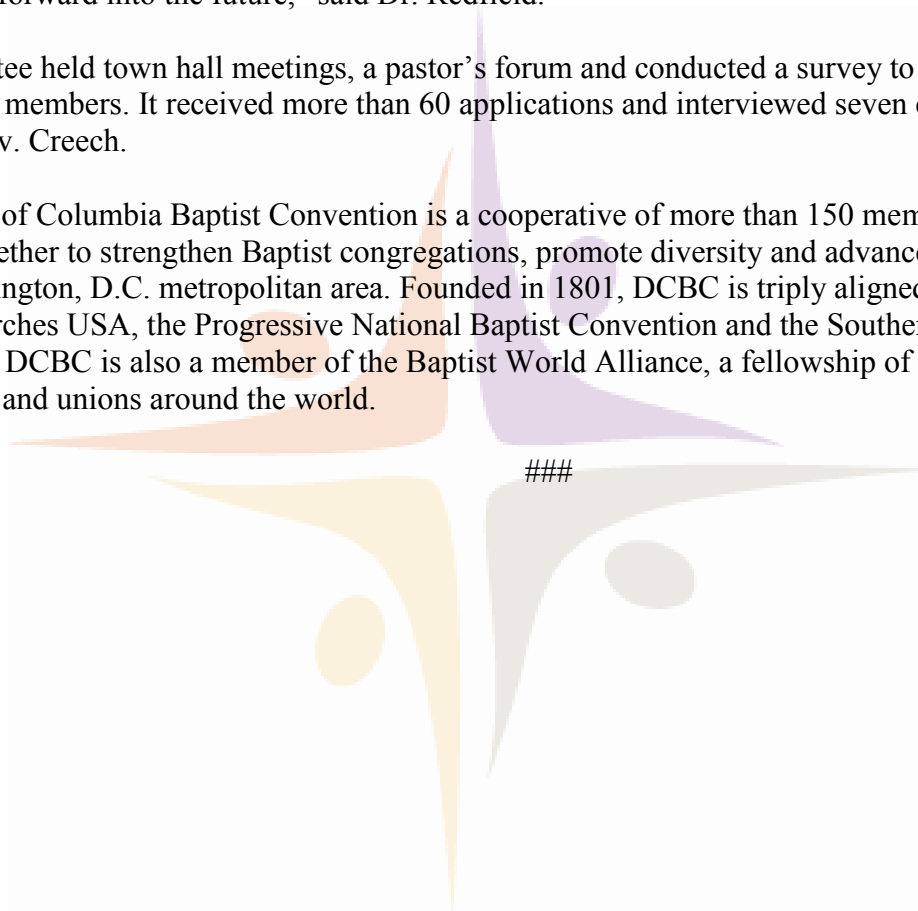 forward into the future," said Dr. Redfield.
tee held town hall meetings, a pastor's forum and conducted a survey to
members. It received more than 60 applications and interviewed seven
v. Creech.
of Columbia Baptist Convention is a cooperative of more than 150 mem
ether to strengthen Baptist congregations, promote diversity and advance
ington, D.C. metropolitan area. Founded in 1801, DCBC is triply aligned
rches USA, the Progressive National Baptist Convention and the Souther
DCBC is also a member of the Baptist World Alliance, a fellowship of
and unions around the world.
###